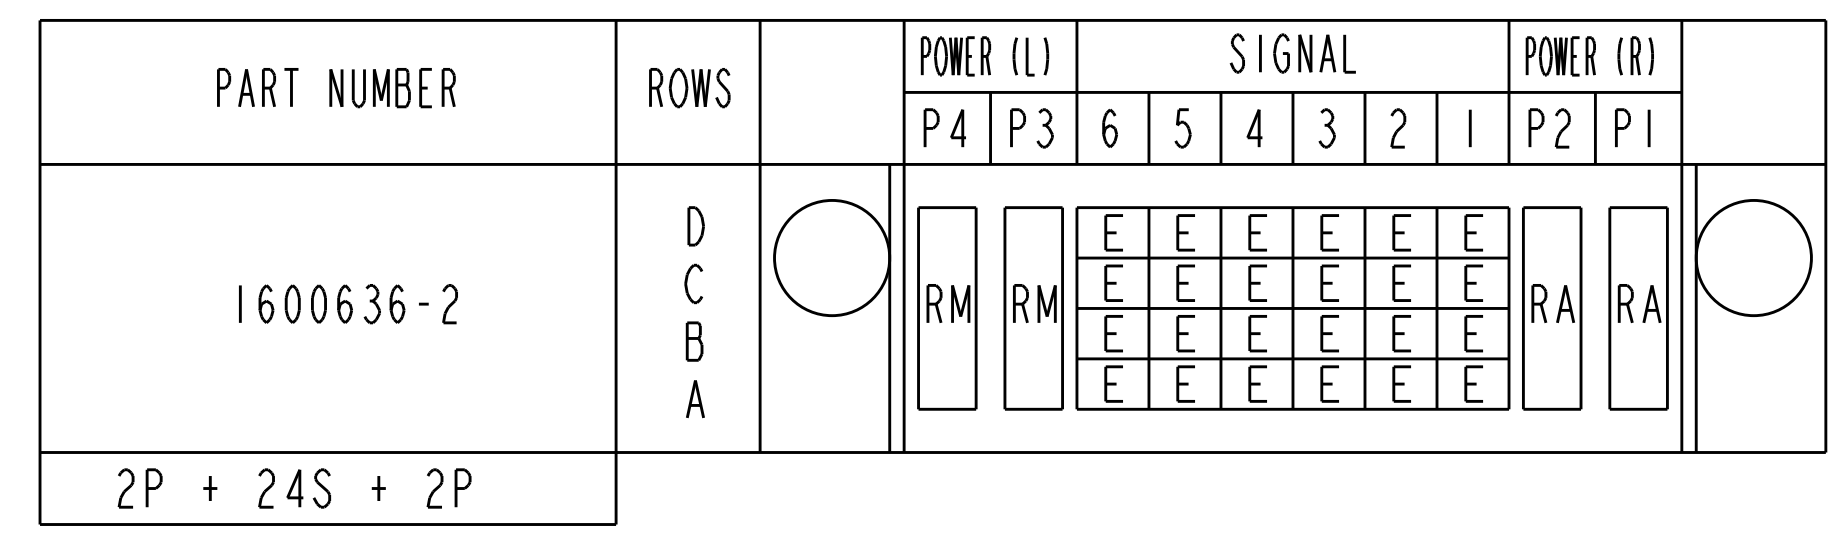 PART NUMBER ROWS POWER (L) SIGNAL POWER (R)
P4 P3 6 5 4 3 2 1 P2 P1
D E E E E E E
C E E E E E E
1600636-2 RM RM RA RA
B E E E E E E
A E E E E E E
2P + 24S + 2P